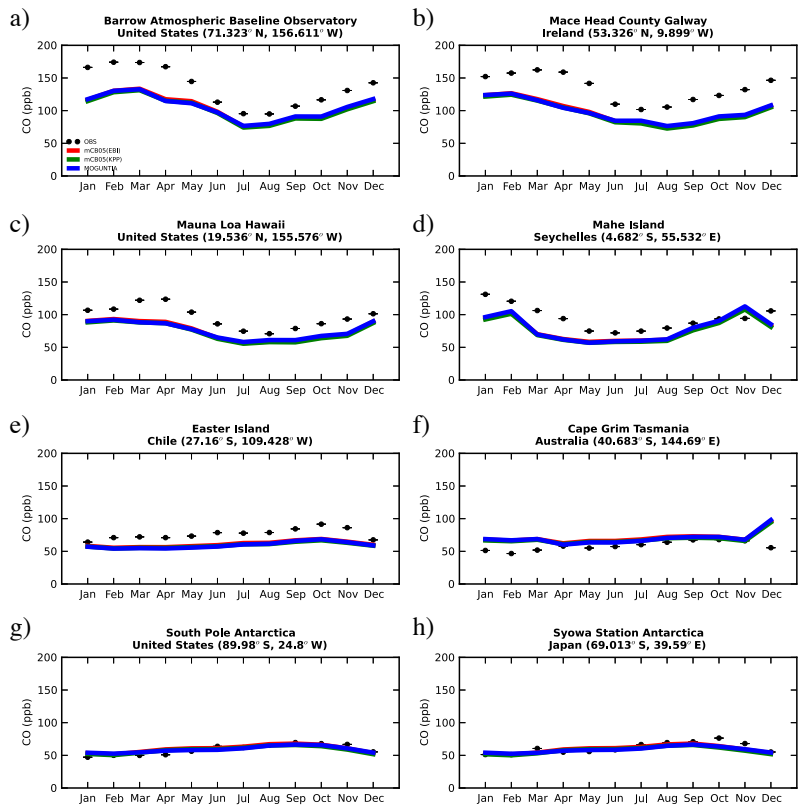 a)
Barrow Atmospheric Baseline Observatory
United States (71.323° N, 156.611° W)
200
150
100
50
0
CO (ppb)
OBS
mCB05(EBI)
mCB05(KPP)
MOGUNTIA
Jan Feb Mar Apr May Jun Jul Aug Sep Oct Nov Dec
b)
Mace Head County Galway
Ireland (53.326° N, 9.899° W)
200
150
100
50
0
CO (ppb)
Jan Feb Mar Apr May Jun Jul Aug Sep Oct Nov Dec
c)
Mauna Loa Hawaii
United States (19.536° N, 155.576° W)
200
150
100
50
0
CO (ppb)
Jan Feb Mar Apr May Jun Jul Aug Sep Oct Nov Dec
d)
Mahe Island
Seychelles (4.682° S, 55.532° E)
200
150
100
50
0
CO (ppb)
Jan Feb Mar Apr May Jun Jul Aug Sep Oct Nov Dec
e)
Easter Island
Chile (27.16° S, 109.428° W)
200
150
100
50
0
CO (ppb)
Jan Feb Mar Apr May Jun Jul Aug Sep Oct Nov Dec
f)
Cape Grim Tasmania
Australia (40.683° S, 144.69° E)
200
150
100
50
0
CO (ppb)
Jan Feb Mar Apr May Jun Jul Aug Sep Oct Nov Dec
g)
South Pole Antarctica
United States (89.98° S, 24.8° W)
200
150
100
50
0
CO (ppb)
Jan Feb Mar Apr May Jun Jul Aug Sep Oct Nov Dec
h)
Syowa Station Antarctica
Japan (69.013° S, 39.59° E)
200
150
100
50
0
CO (ppb)
Jan Feb Mar Apr May Jun Jul Aug Sep Oct Nov Dec